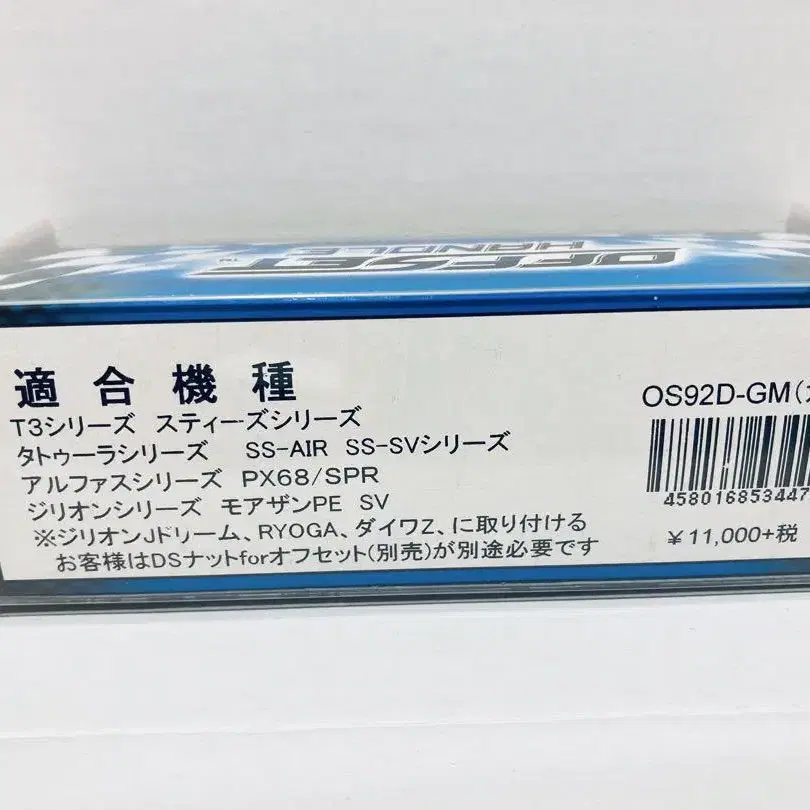 OFFSET
HANDLE
TM
適合機種
T3シリーズ スティーズシリーズ
タトゥーラシリーズ SS-AIR SS-SVシリーズ
アルファスシリーズ PX68/SPR
ジリオンシリーズ モアザンPE SV
※ジリオンJドリーム、RYOGA、ダイワZ、に取り付ける
お客様はDSナットforオフセット(別売)が別途必要です
OS92D-GM(
458016853447
¥11,000+税